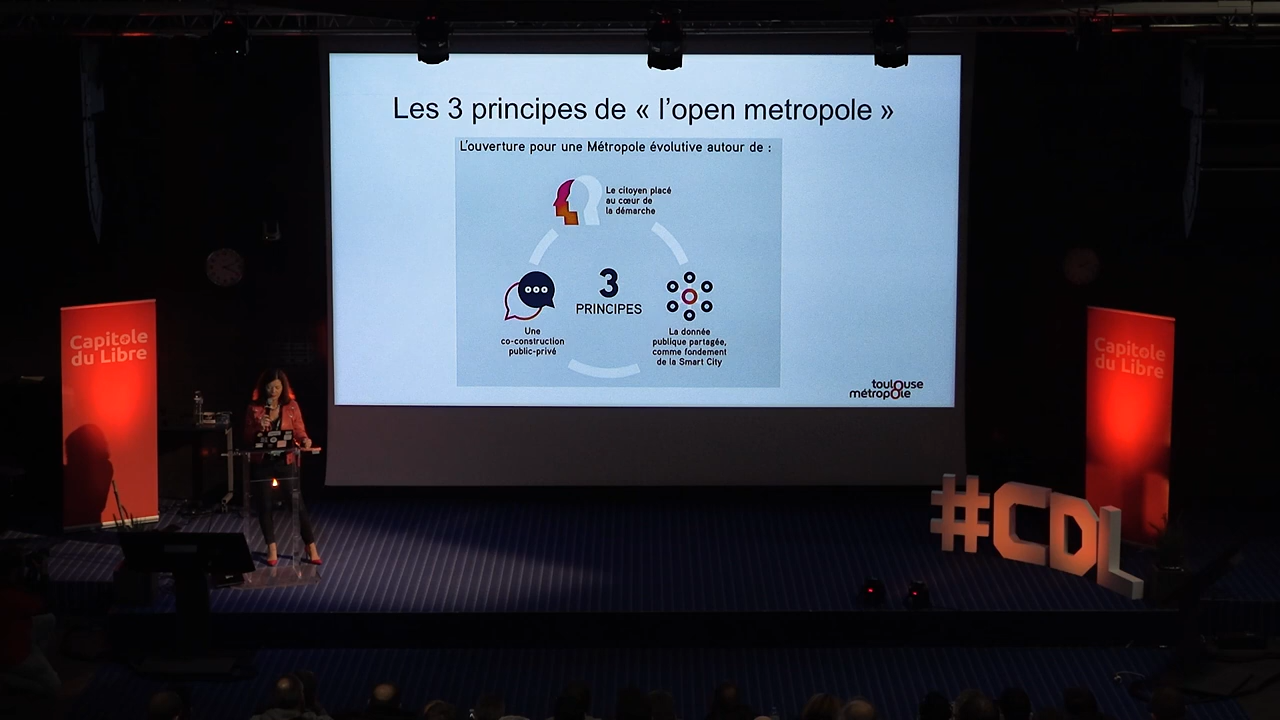 Les 3 principes de « l'open metropole »
L'ouverture pour une Métropole évolutive autour de :
Le citoyen placé
au cœur de
la démarche
3
PRINCIPES
Une
co-construction
public-privé
La donnée
publique partagée,
comme fondement
de la Smart City
toulouse
métropole
Capitole
du Libre
Capitole
du Libre
#CDL